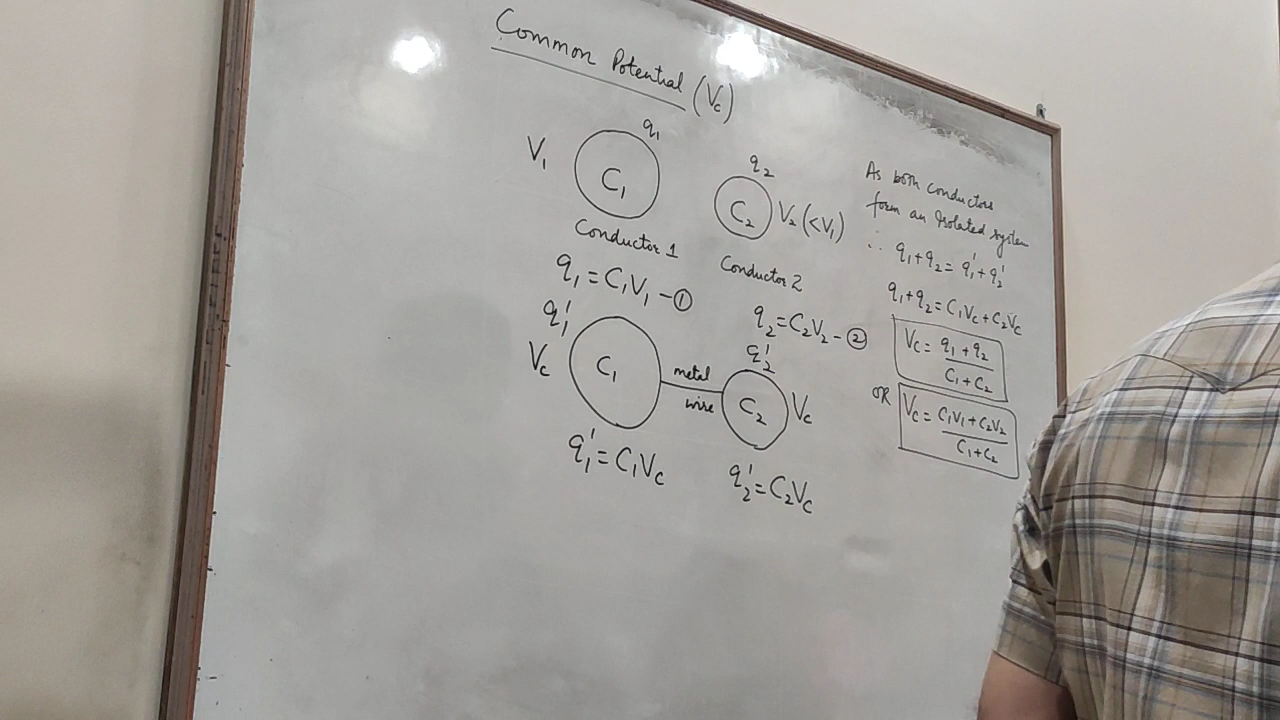 Common Potential (Vc)
V₁
q₁
C₁
Conductor 1
q₁ = C₁V₁ – ①
q₂
C₂
V₂ (<V₁)
Conductor 2
q₂ = C₂V₂ – ②
q₁'
Vc
C₁
metal
wire
q₂'
C₂
Vc
q₁' = C₁Vc
q₂' = C₂Vc
As both conductors
form an isolated system
∴ q₁+q₂ = q₁'+q₂'
q₁+q₂ = C₁Vc + C₂Vc
Vc = (q₁+q₂)/(C₁+C₂)
OR
Vc = (C₁V₁+C₂V₂)/(C₁+C₂)